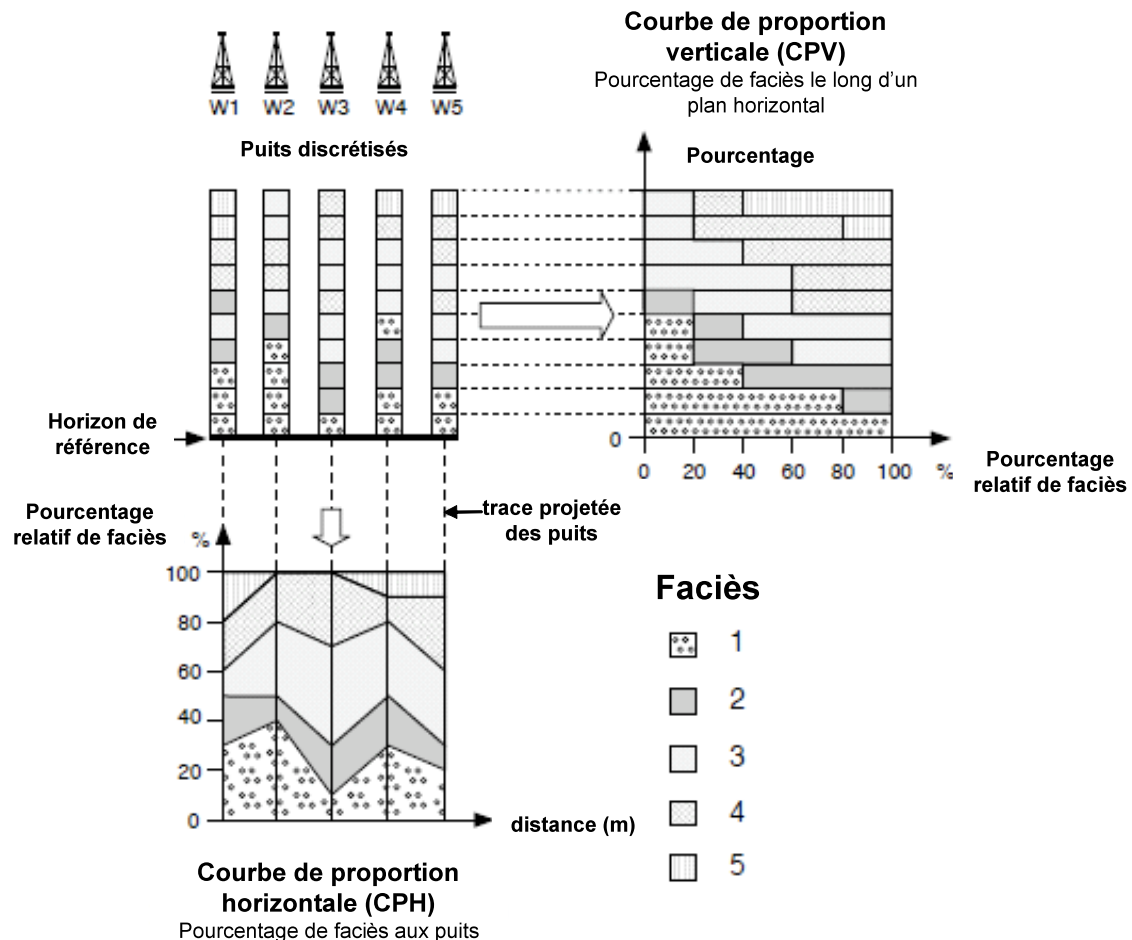 W1 W2 W3 W4 W5
Puits discrétisés
Courbe de proportion
verticale (CPV)
Pourcentage de faciès le long d'un
plan horizontal
Pourcentage
0
0 20 40 60 80 100 %
Pourcentage
relatif de faciès
Horizon de
référence
trace projetée
des puits
Pourcentage
relatif de faciès
%
100
80
60
40
20
0
distance (m)
Courbe de proportion
horizontale (CPH)
Pourcentage de faciès aux puits
Faciès
1
2
3
4
5